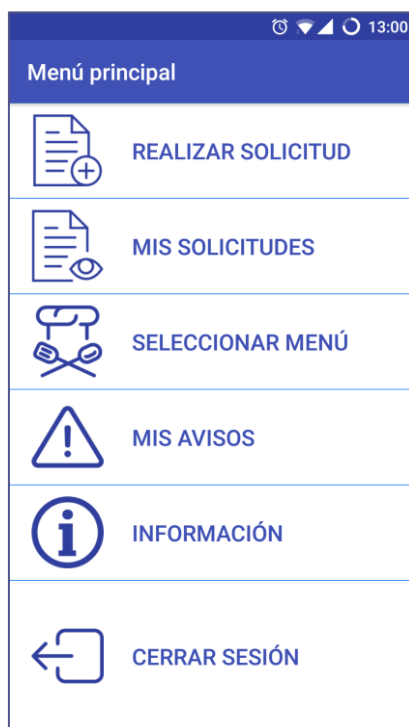 13:00
Menú principal
REALIZAR SOLICITUD
MIS SOLICITUDES
SELECCIONAR MENÚ
MIS AVISOS
INFORMACIÓN
CERRAR SESIÓN